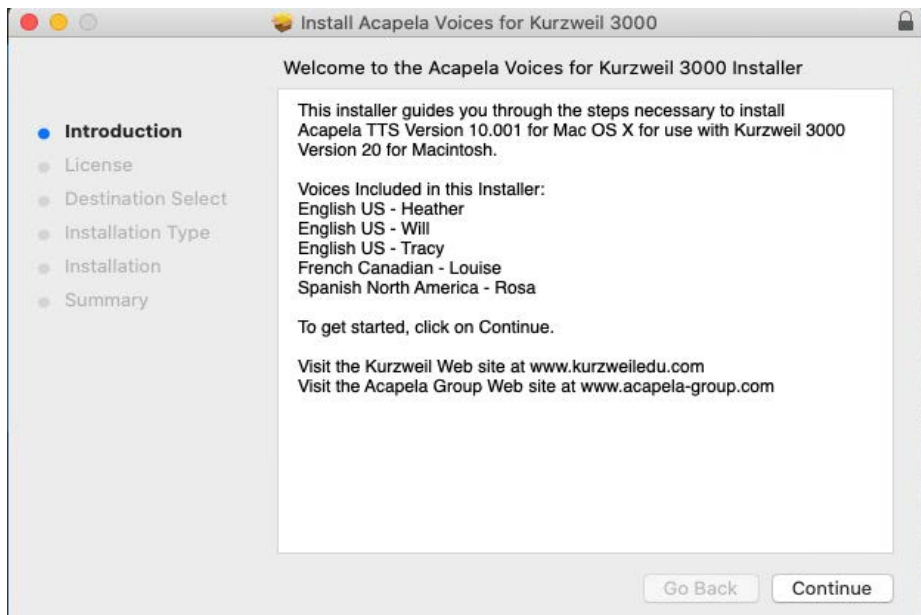 Install Acapela Voices for Kurzweil 3000
Welcome to the Acapela Voices for Kurzweil 3000 Installer
Introduction
License
Destination Select
Installation Type
Installation
Summary
This installer guides you through the steps necessary to install
Acapela TTS Version 10.001 for Mac OS X for use with Kurzweil 3000
Version 20 for Macintosh.
Voices Included in this Installer:
English US - Heather
English US - Will
English US - Tracy
French Canadian - Louise
Spanish North America - Rosa
To get started, click on Continue.
Visit the Kurzweil Web site at www.kurzweiledu.com
Visit the Acapela Group Web site at www.acapela-group.com
Go Back
Continue